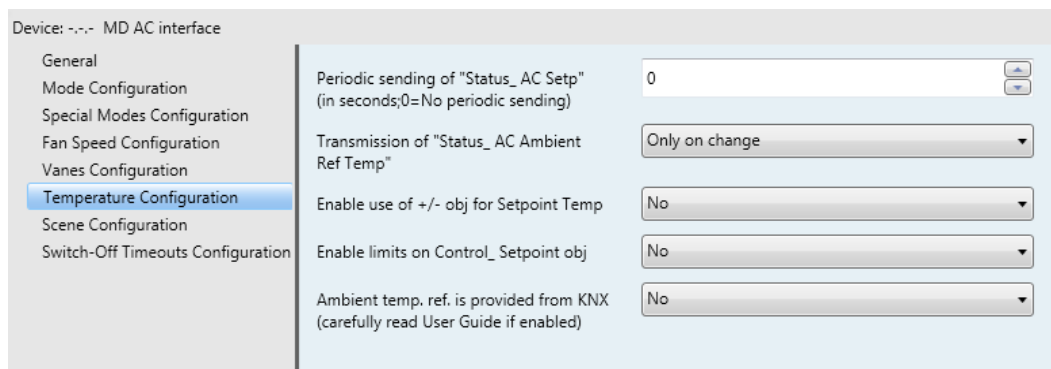 Device: -.-.-  MD AC interface
General
Mode Configuration
Special Modes Configuration
Fan Speed Configuration
Vanes Configuration
Temperature Configuration
Scene Configuration
Switch-Off Timeouts Configuration
Periodic sending of "Status_ AC Setp"
(in seconds;0=No periodic sending)
0
Transmission of "Status_ AC Ambient
Ref Temp"
Only on change
Enable use of +/- obj for Setpoint Temp
No
Enable limits on Control_ Setpoint obj
No
Ambient temp. ref. is provided from KNX
(carefully read User Guide if enabled)
No